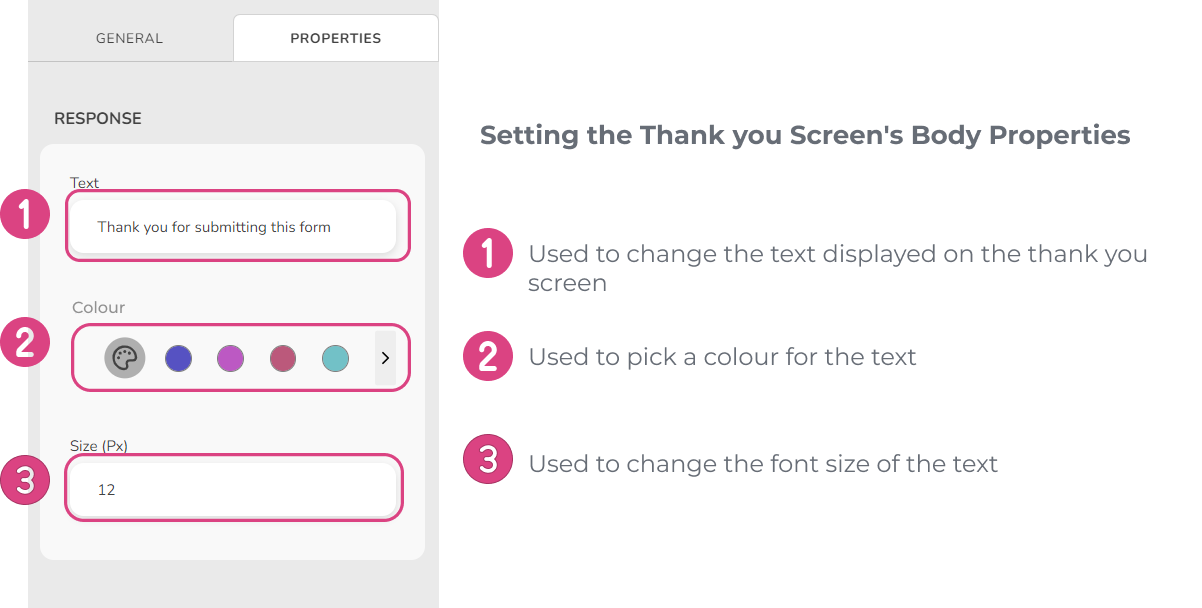 GENERAL
PROPERTIES
RESPONSE
Text
1
Thank you for submitting this form
Colour
2
Size (Px)
3
12
Setting the Thank you Screen's Body Properties
1
Used to change the text displayed on the thank you
screen
2
Used to pick a colour for the text
3
Used to change the font size of the text